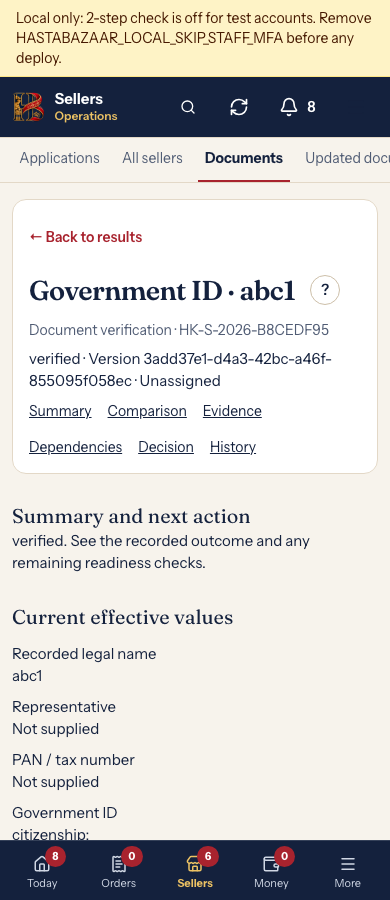 Local only: 2-step check is off for test accounts. Remove
HASTABAZAAR_LOCAL_SKIP_STAFF_MFA before any
deploy.
Sellers
Operations
8
Applications All sellers Documents Updated docu
← Back to results
Government ID · abc1 ?
Document verification · HK-S-2026-B8CEDF95
verified · Version 3add37e1-d4a3-42bc-a46f-
855095f058ec · Unassigned
Summary Comparison Evidence
Dependencies Decision History
Summary and next action
verified. See the recorded outcome and any
remaining readiness checks.
Current effective values
Recorded legal name
abc1
Representative
Not supplied
PAN / tax number
Not supplied
Government ID
citizenship:
8 0 6 0
Today Orders Sellers Money More